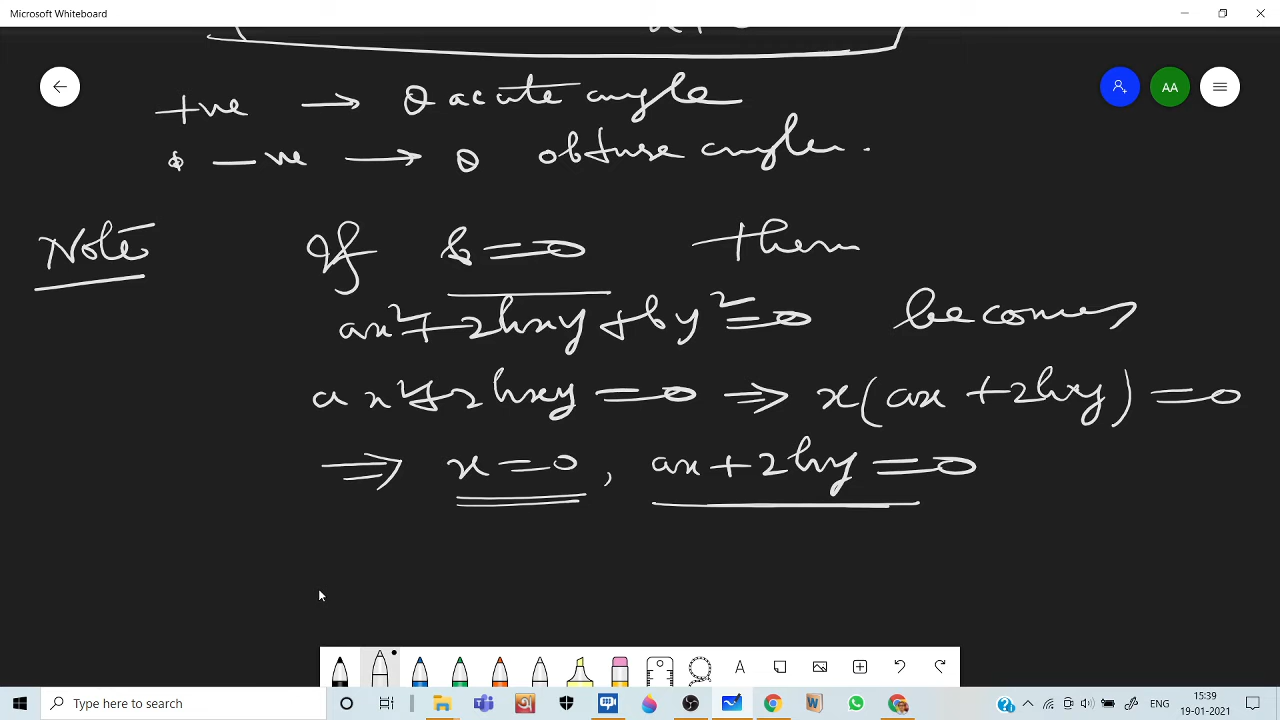 Microsoft Whiteboard
+ve → θ acute angle
-ve → θ obtuse angle.
AA
Note If b=0 then
ax²+2hxy+by²=0 becomes
ax²+2hxy=0 ⇒ x(ax+2hy)=0
⇒ x=0, ax+2hy=0
A
Type here to search
ENG
15:39
19-01-2021